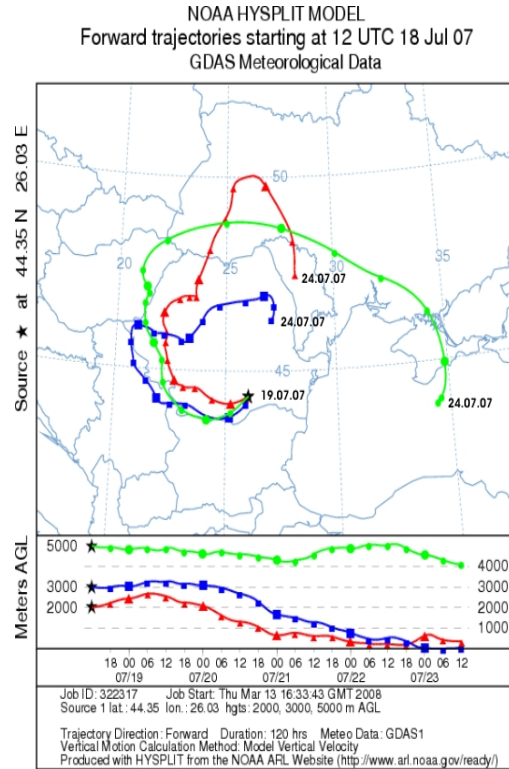 NOAA HYSPLIT MODEL
Forward trajectories starting at 12 UTC 18 Jul 07
GDAS Meteorological Data
Source ★ at 44.35 N 26.03 E
50
20
25
30
35
24.07.07
24.07.07
45
19.07.07
24.07.07
Meters AGL
5000
4000
3000
3000
2000
2000
1000
18 00 06 12 18 00 06 12 18 00 06 12 18 00 06 12 18 00 06 12
07/19 07/20 07/21 07/22 07/23
Job ID: 322317 Job Start: Thu Mar 13 16:33:43 GMT 2008
Source 1 lat.: 44.35 lon.: 26.03 hgts: 2000, 3000, 5000 m AGL
Trajectory Direction: Forward Duration: 120 hrs Meteo Data: GDAS1
Vertical Motion Calculation Method: Model Vertical Velocity
Produced with HYSPLIT from the NOAA ARL Website (http://www.arl.noaa.gov/ready/)